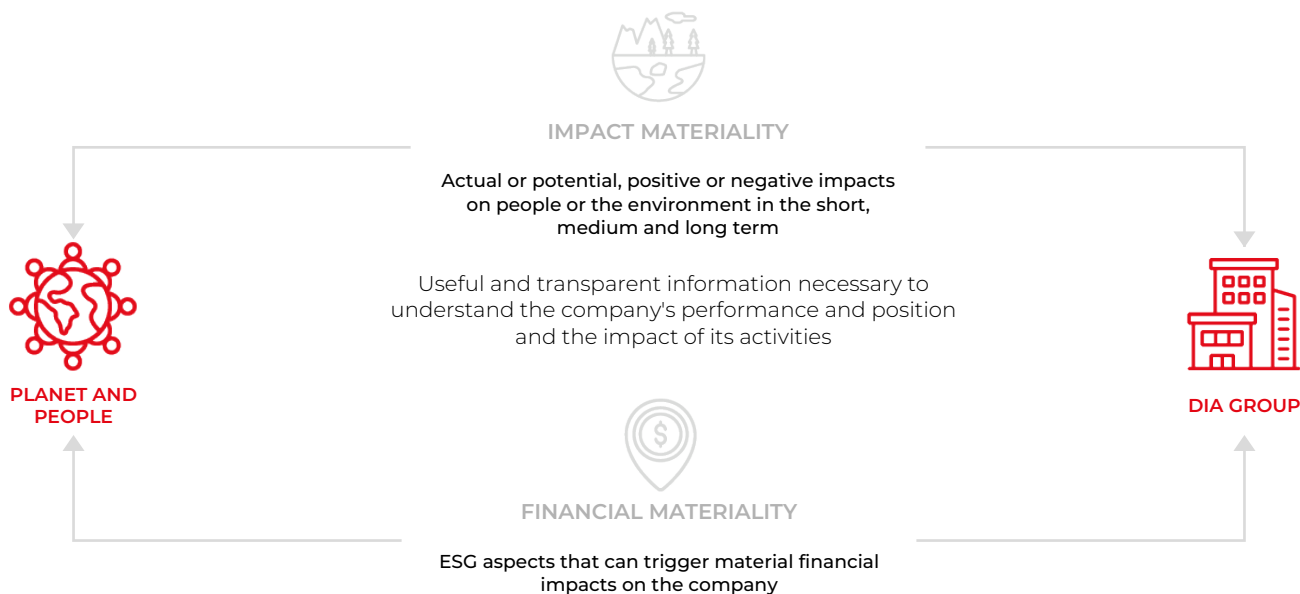 IMPACT MATERIALITY
Actual or potential, positive or negative impacts
on people or the environment in the short,
medium and long term
Useful and transparent information necessary to
understand the company's performance and position
and the impact of its activities
PLANET AND
PEOPLE
DIA GROUP
$
FINANCIAL MATERIALITY
ESG aspects that can trigger material financial
impacts on the company